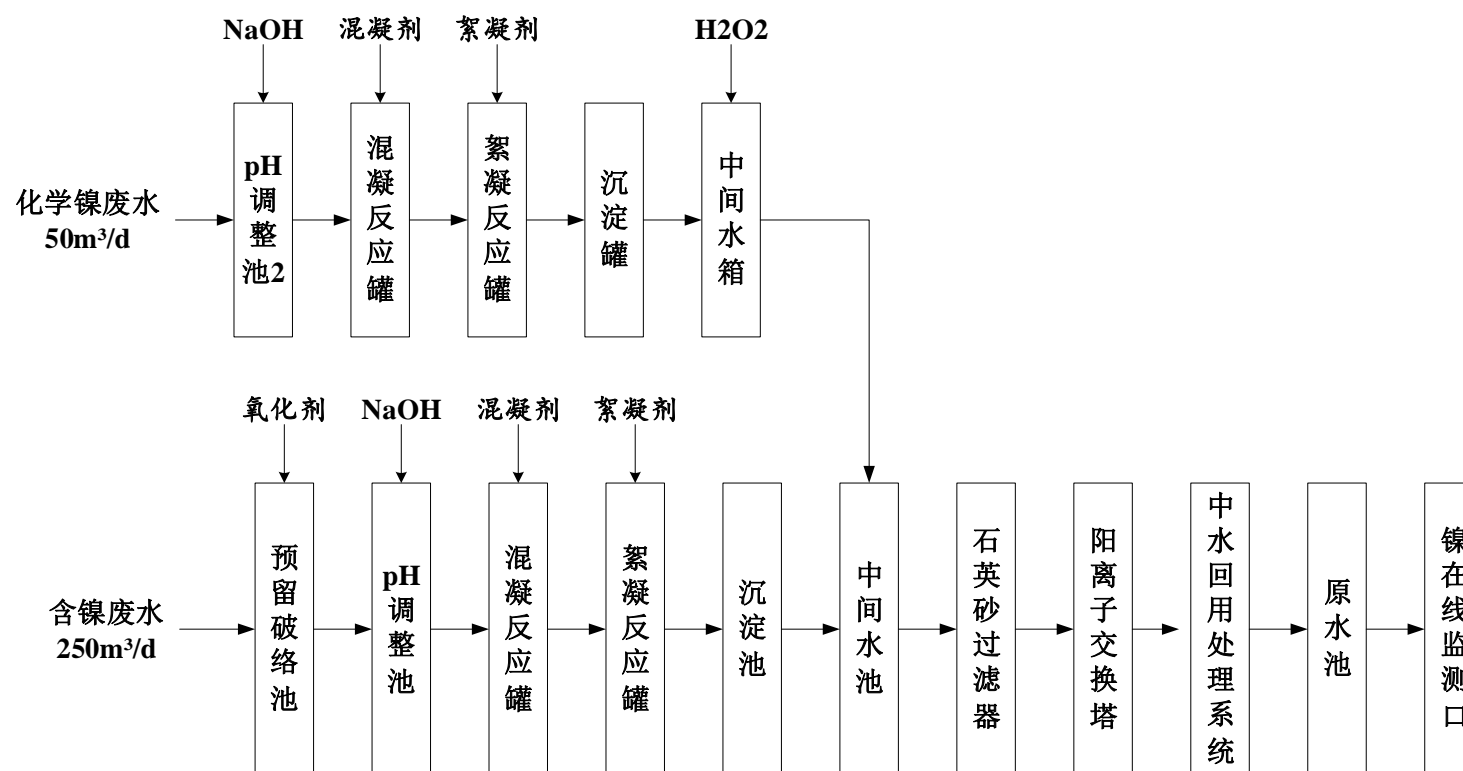 NaOH
混凝剂
絮凝剂
H2O2
化学镍废水
50m³/d
pH
调
整
池2
混凝反应罐
絮凝反应罐
沉淀罐
中间水箱
氧化剂
NaOH
混凝剂
絮凝剂
含镍废水
250m³/d
预留破络池
pH
调
整
池
混凝反应罐
絮凝反应罐
沉淀池
中间水池
石英砂过滤器
阳离子交换塔
中水回用处理系统
原水池
镍在线监测口